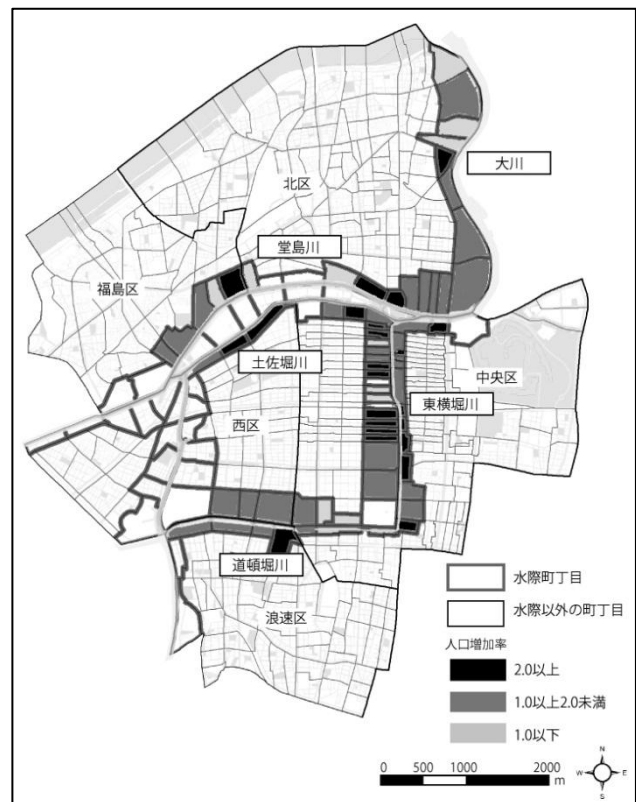 大川
北区
堂島川
福島区
土佐堀川
中央区
東横堀川
西区
道頓堀川
浪速区
水際町丁目
水際以外の町丁目
人口増加率
2.0以上
1.0以上2.0未満
1.0以下
0 500 1000 2000
m
N
W E
S